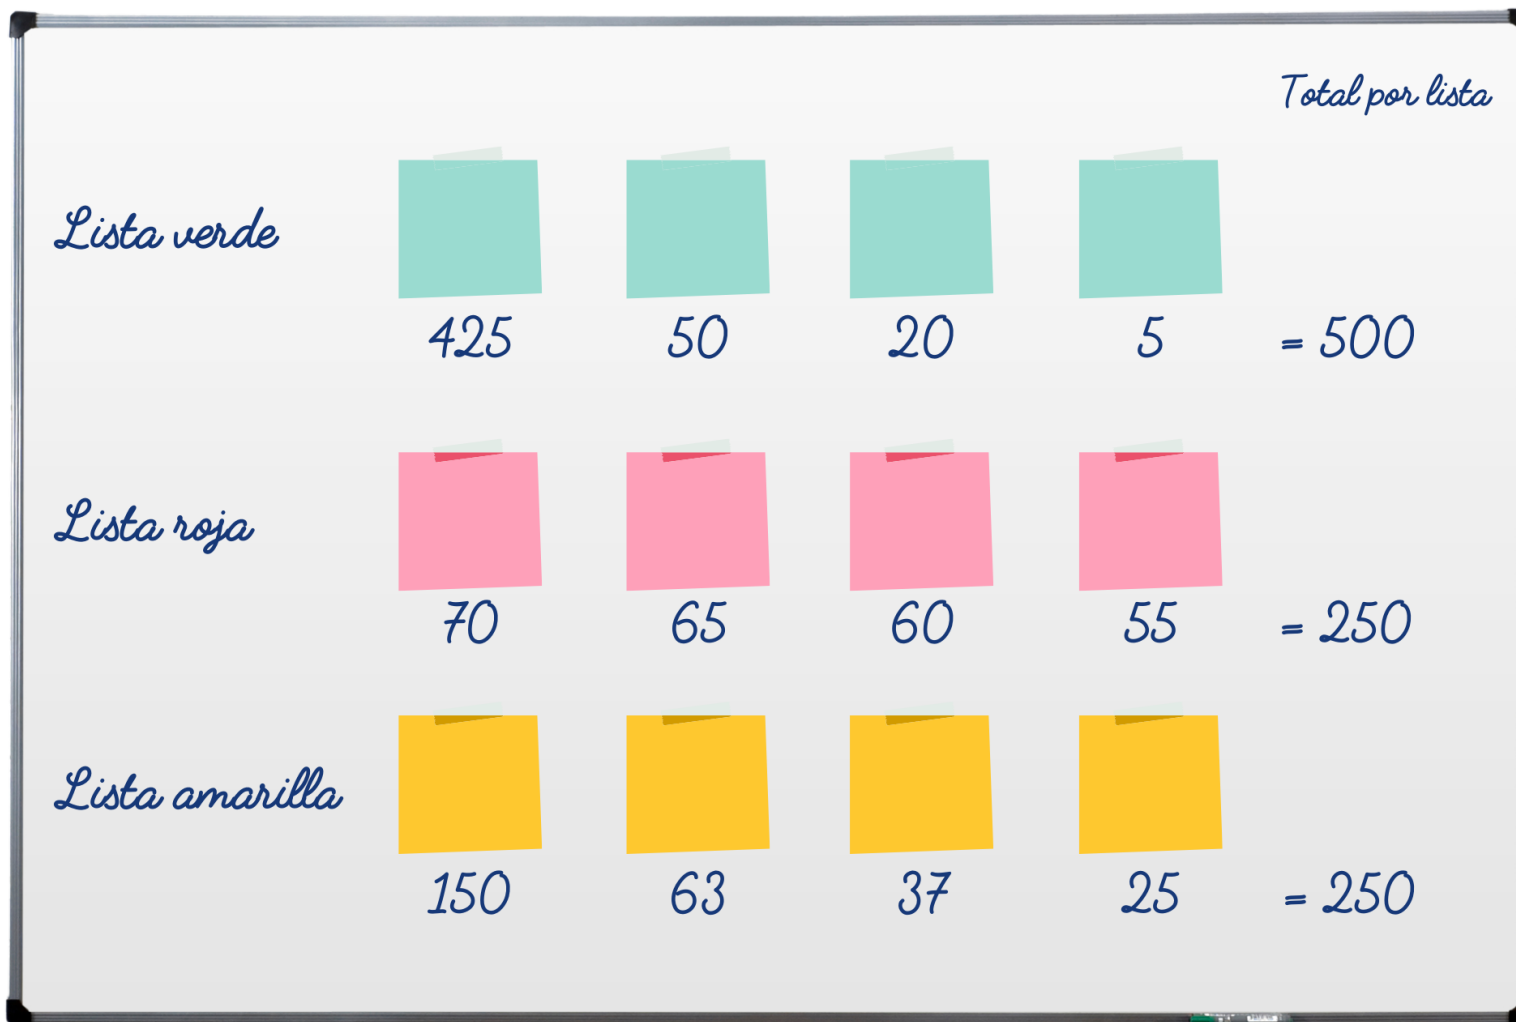 Total por lista
Lista verde
425 50 20 5 = 500
Lista roja
70 65 60 55 = 250
Lista amarilla
150 63 37 25 = 250